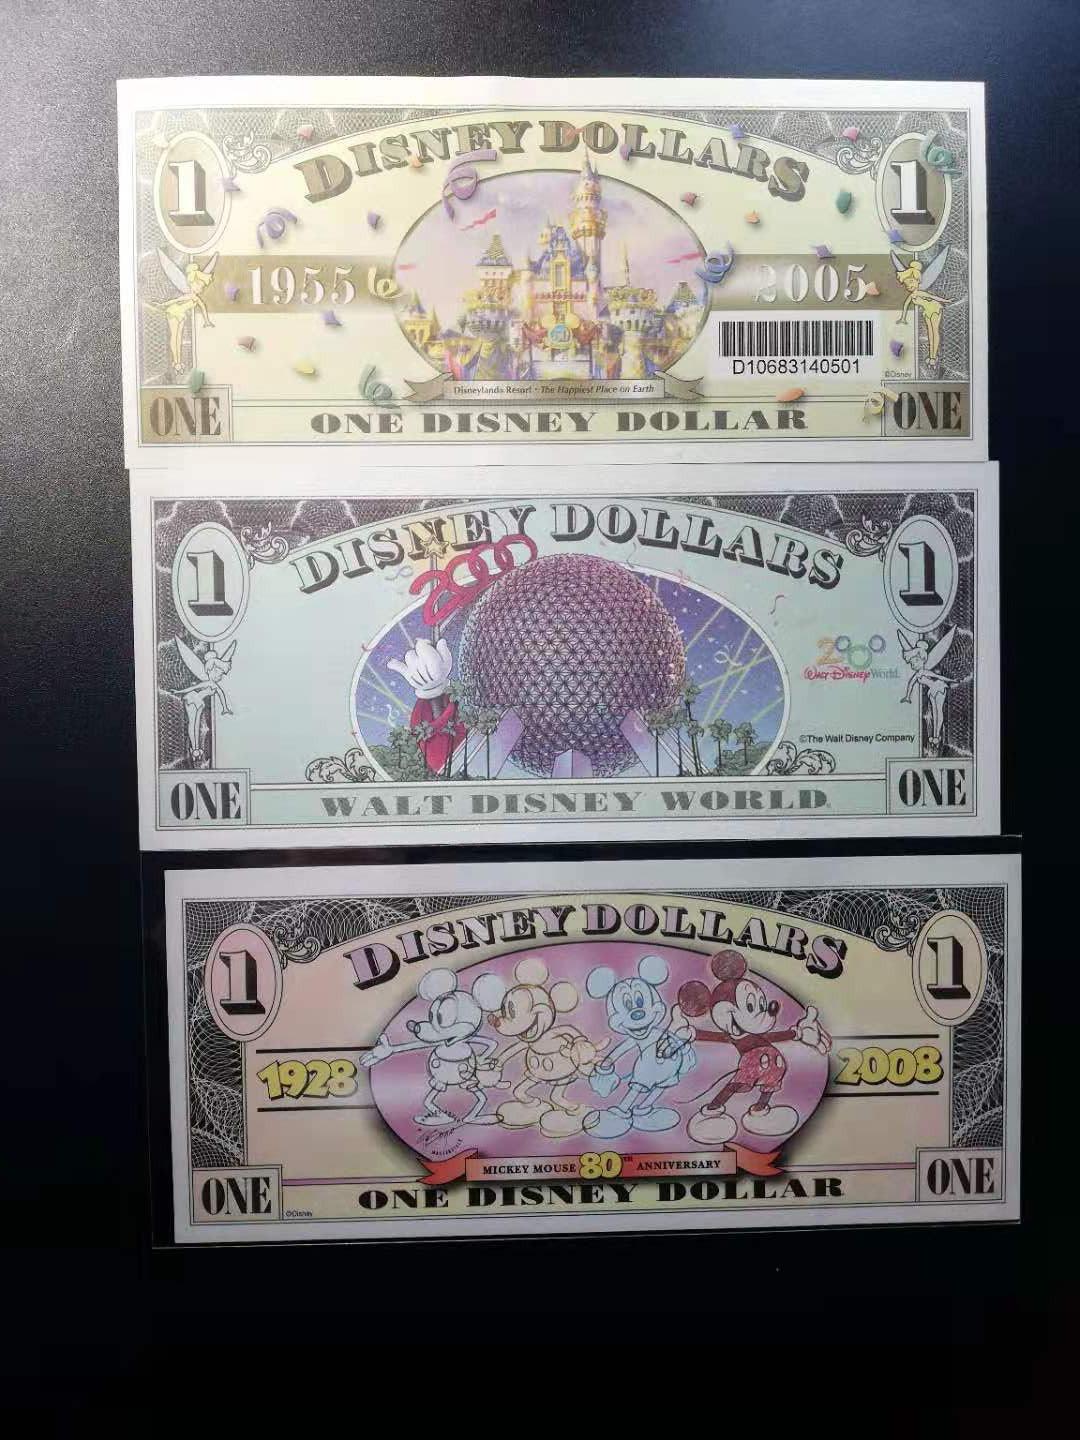 DISNEY DOLLARS
1 1
1955 2005
D10683140501
©Disney
Disneylands Resort · The Happiest Place on Earth
ONE ONE DISNEY DOLLAR ONE
DISNEY DOLLARS
1 1
2000
2000
WALT DISNEY World.
©The Walt Disney Company
ONE WALT DISNEY WORLD. ONE
DISNEY DOLLARS
1 1
1928 2008
MICKEY MOUSE 80TH ANNIVERSARY
ONE ONE DISNEY DOLLAR ONE
©Disney